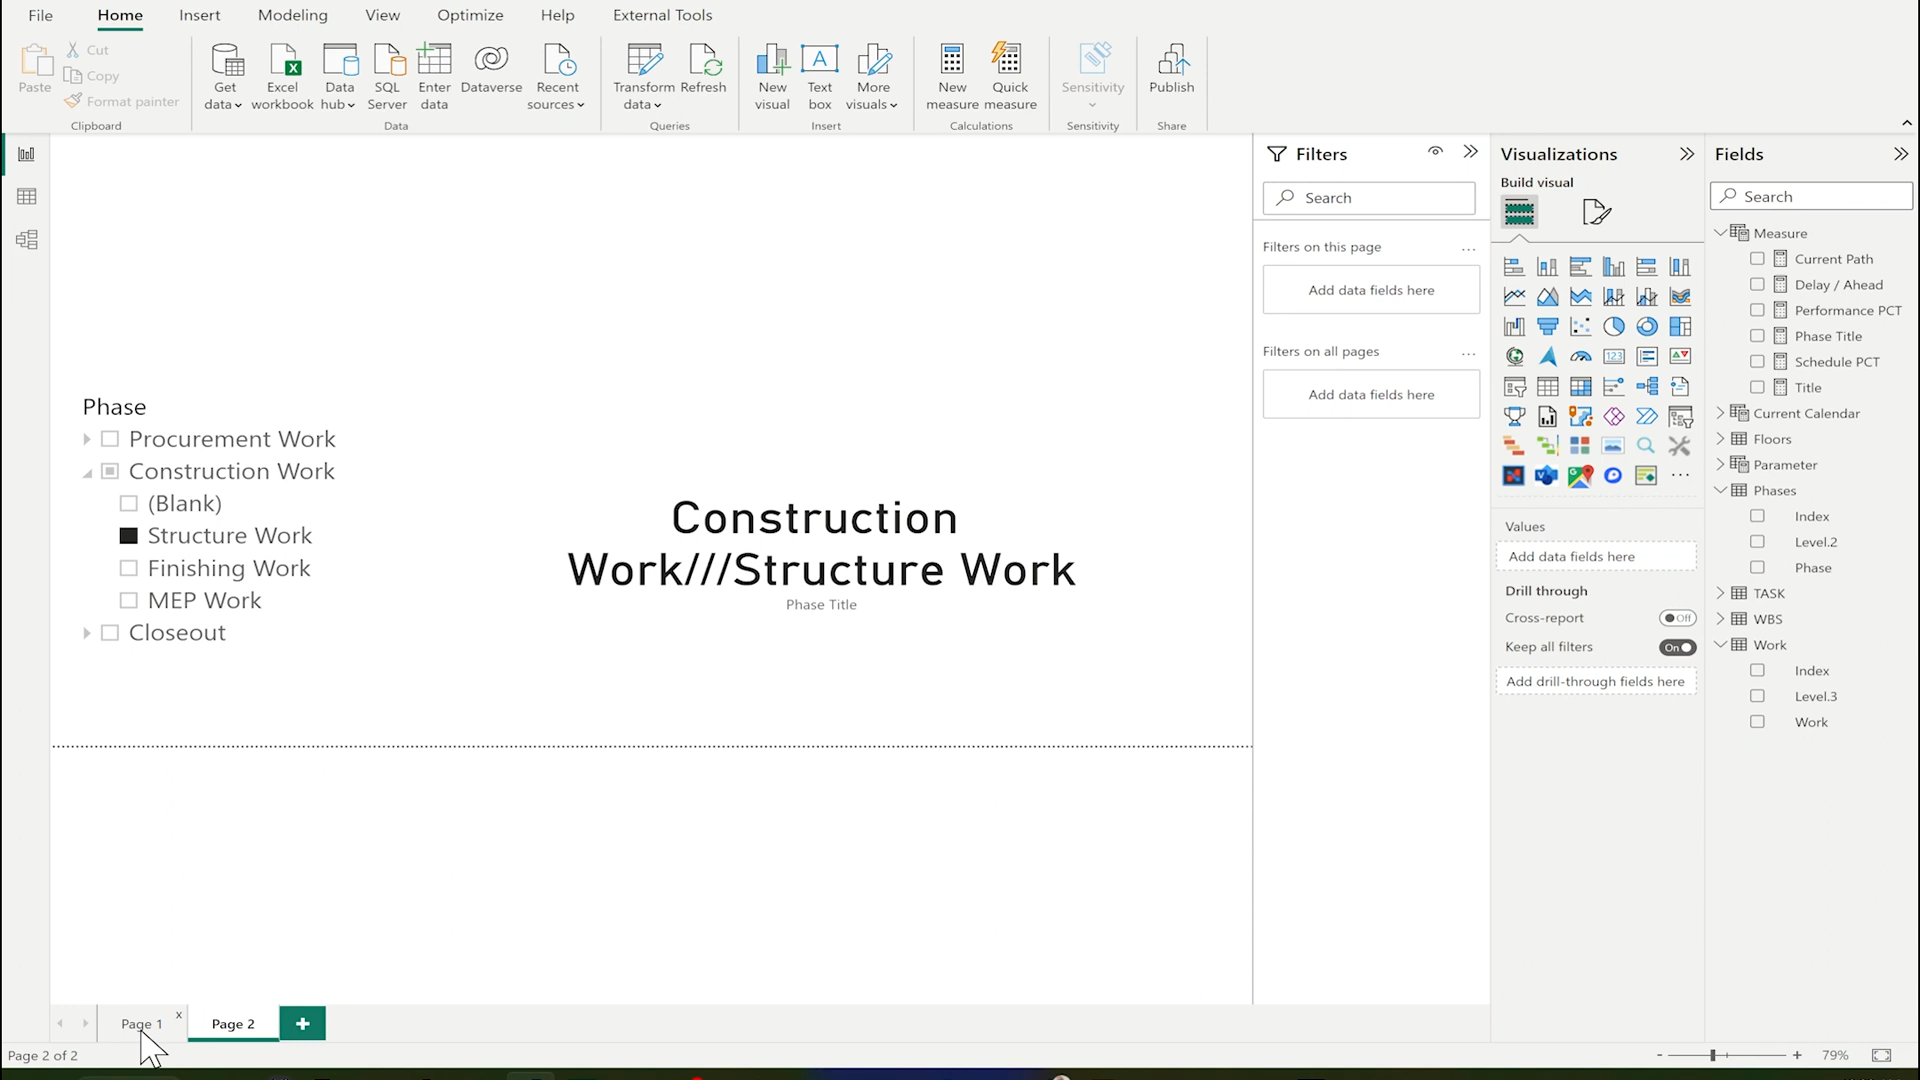 File Home Insert Modeling View Optimize Help External Tools
Paste
Cut
Copy
Format painter
Clipboard
Get data
Excel workbook
Data hub
SQL Server
Enter data
Dataverse
Recent sources
Data
Transform data
Refresh
Queries
New visual
Text box
More visuals
Insert
New measure
Quick measure
Calculations
Sensitivity
Sensitivity
Publish
Share
Phase
Procurement Work
Construction Work
(Blank)
Structure Work
Finishing Work
MEP Work
Closeout
Construction
Work///Structure Work
Phase Title
Filters
Search
Filters on this page ...
Add data fields here
Filters on all pages ...
Add data fields here
Visualizations
Build visual
123
Values
Add data fields here
Drill through
Cross-report Off
Keep all filters On
Add drill-through fields here
Fields
Search
Measure
Current Path
Delay / Ahead
Performance PCT
Phase Title
Schedule PCT
Title
Current Calendar
Floors
Parameter
Phases
Index
Level.2
Phase
TASK
WBS
Work
Index
Level.3
Work
Page 1 x
Page 2
+
Page 2 of 2
- + 79%